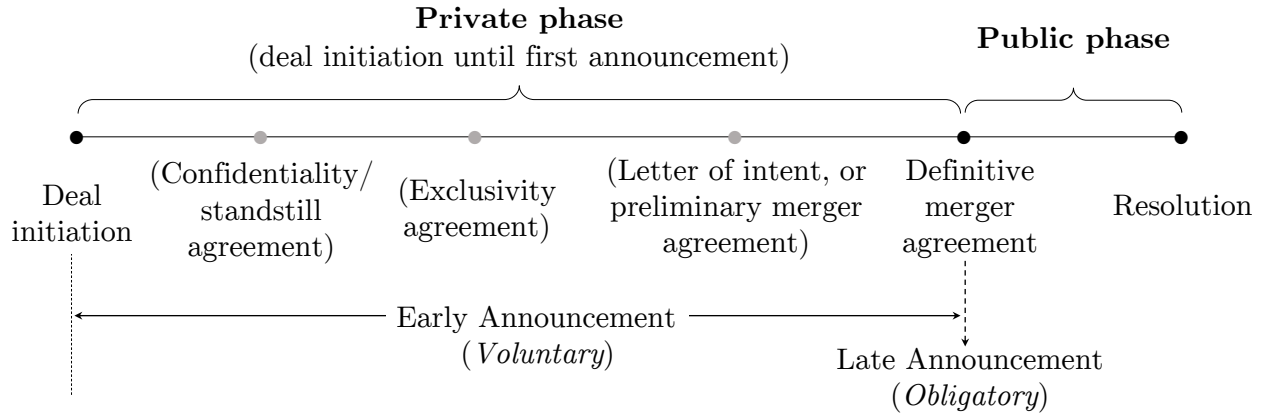 Private phase
(deal initiation until first announcement)
Public phase
Deal
initiation
(Confidentiality/
standstill
agreement)
(Exclusivity
agreement)
(Letter of intent, or
preliminary merger
agreement)
Definitive
merger
agreement
Resolution
Early Announcement
(Voluntary)
Late Announcement
(Obligatory)